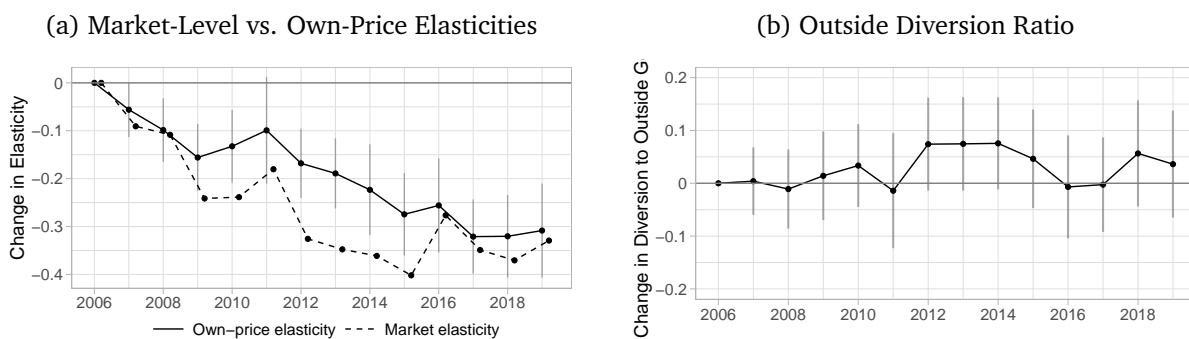 (a) Market-Level vs. Own-Price Elasticities
Change in Elasticity
0
−0.1
−0.2
−0.3
−0.4
2006 2008 2010 2012 2014 2016 2018
Own−price elasticity Market elasticity
(b) Outside Diversion Ratio
Change in Diversion to Outside G
0.2
0.1
0
−0.1
−0.2
2006 2008 2010 2012 2014 2016 2018